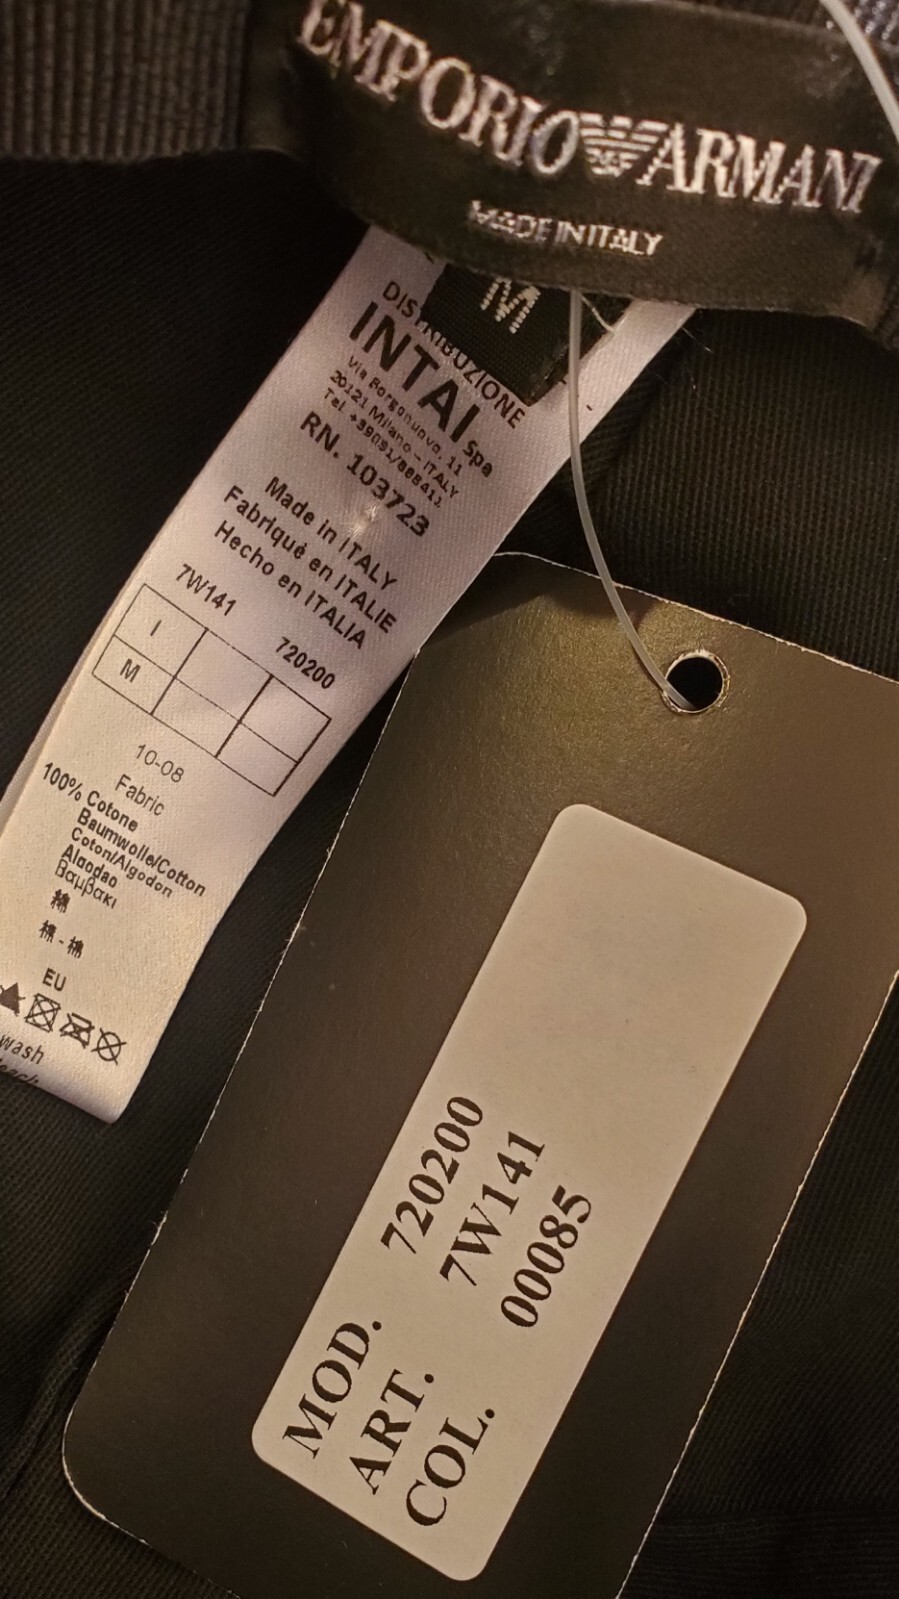 EMPORIO ARMANI
MADE IN ITALY
M
DISTRIBUZIONE
INTAI Spa
Via Borgonuovo, 11
20121 Milano - ITALY
RN. 103723
Made in ITALY
Fabriqué en ITALIE
Hecho en ITALIA
7W141 720200
I
M
10-08
Fabric
100% Cotone
Baumwolle/Cotton
Coton/Algodon
Algodao
Βαμβακι
棉
棉 - 棉
EU
wash
MOD. 720200
ART. 7W141
COL. 00085